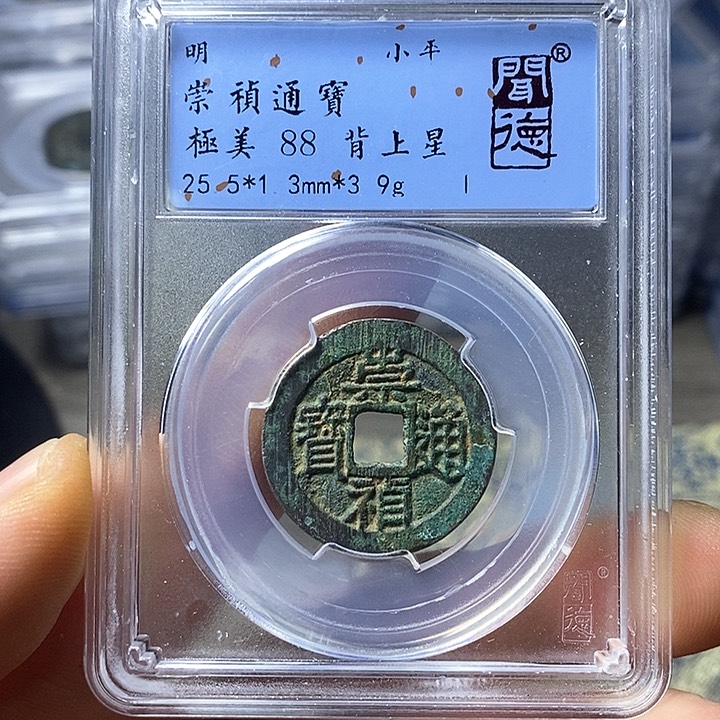 明 小平
崇禎通寶
極美 88 背上星
25.5*1.3mm*3.9g
聞德®
崇禎通寶
聞德®